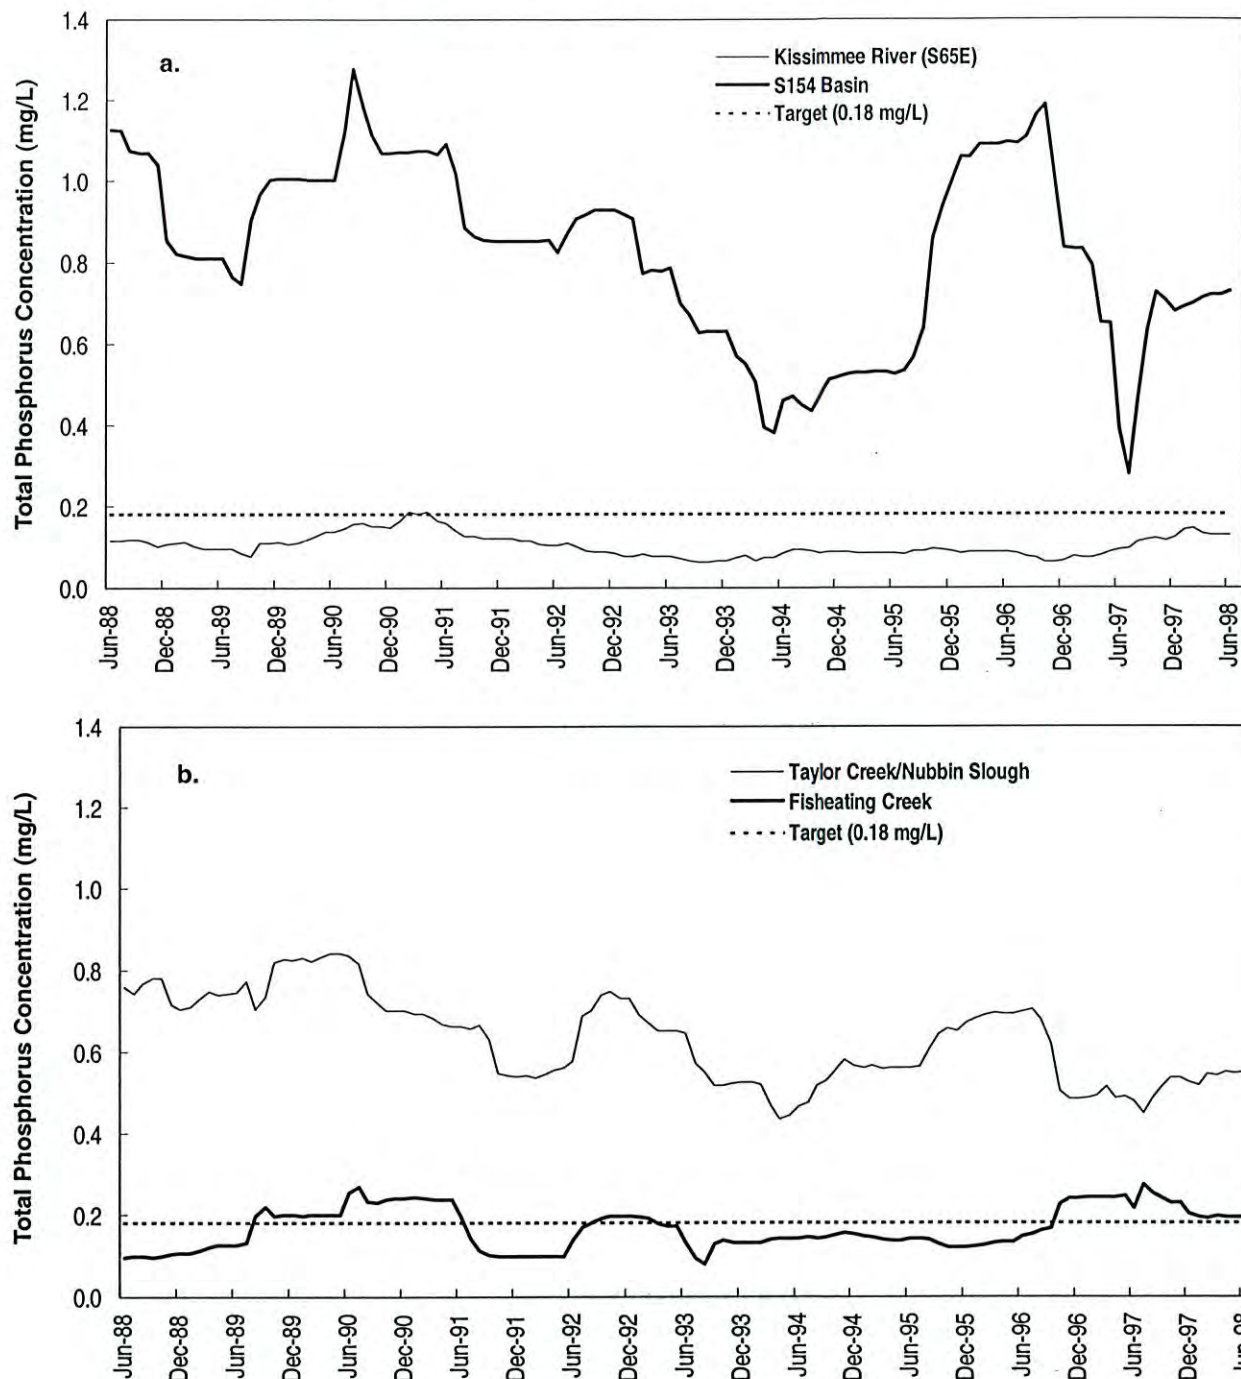 a.
Kissimmee River (S65E)
S154 Basin
Target (0.18 mg/L)
Total Phosphorus Concentration (mg/L)
1.4
1.2
1.0
0.8
0.6
0.4
0.2
0.0
Jun-88
Dec-88
Jun-89
Dec-89
Jun-90
Dec-90
Jun-91
Dec-91
Jun-92
Dec-92
Jun-93
Dec-93
Jun-94
Dec-94
Jun-95
Dec-95
Jun-96
Dec-96
Jun-97
Dec-97
Jun-98
b.
Taylor Creek/Nubbin Slough
Fisheating Creek
Target (0.18 mg/L)
Total Phosphorus Concentration (mg/L)
1.4
1.2
1.0
0.8
0.6
0.4
0.2
0.0
Jun-88
Dec-88
Jun-89
Dec-89
Jun-90
Dec-90
Jun-91
Dec-91
Jun-92
Dec-92
Jun-93
Dec-93
Jun-94
Dec-94
Jun-95
Dec-95
Jun-96
Dec-96
Jun-97
Dec-97
Jun-98